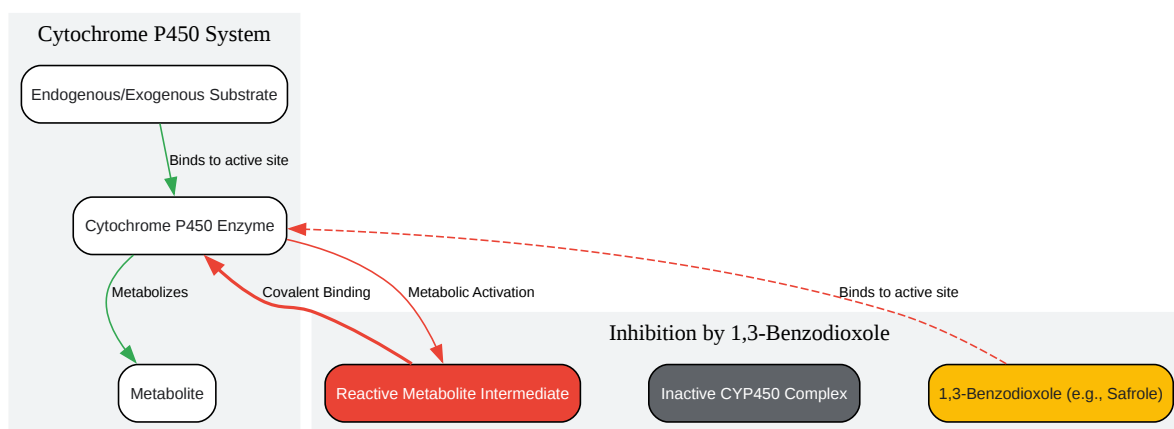 Cytochrome P450 System
Endogenous/Exogenous Substrate
Binds to active site
Cytochrome P450 Enzyme
Metabolizes
Covalent Binding
Metabolic Activation
Binds to active site
Inhibition by 1,3-Benzodioxole
Metabolite
Reactive Metabolite Intermediate
Inactive CYP450 Complex
1,3-Benzodioxole (e.g., Safrole)